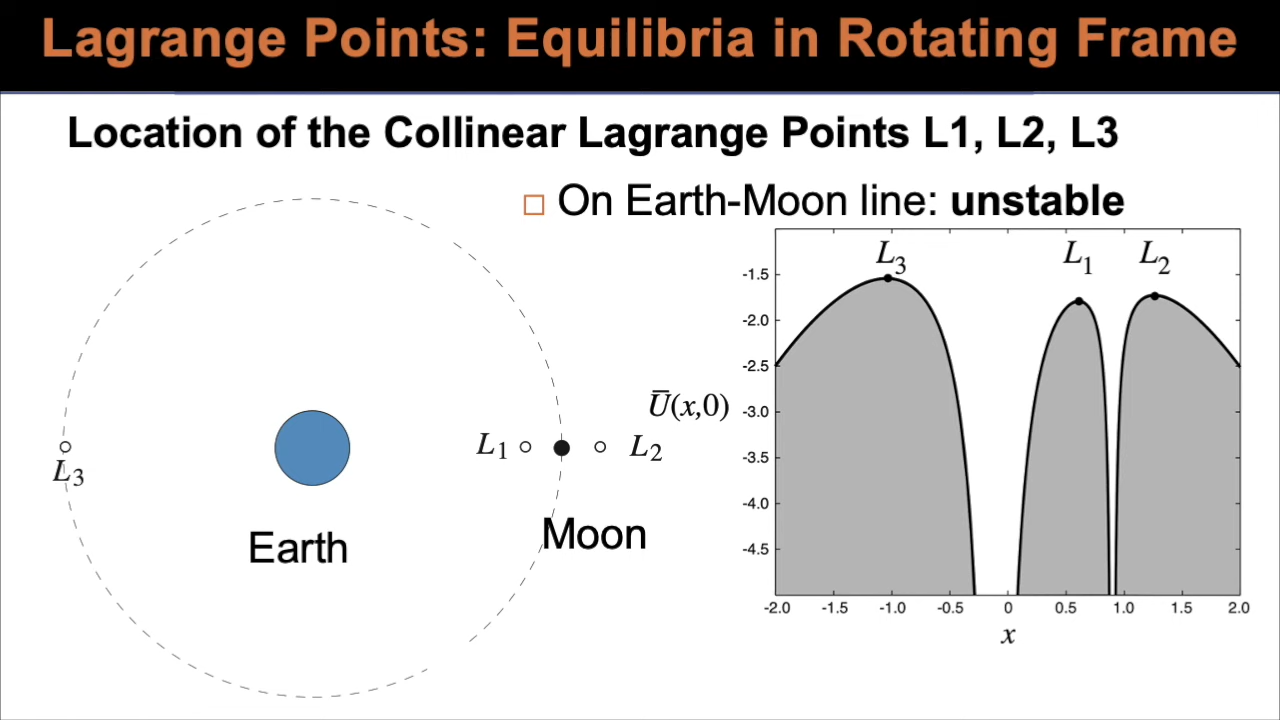 Lagrange Points: Equilibria in Rotating Frame
Location of the Collinear Lagrange Points L1, L2, L3
□ On Earth-Moon line: unstable
L₃
Earth
L₁
L₂
Moon
Ū(x,0)
L₃
L₁
L₂
-1.5
-2.0
-2.5
-3.0
-3.5
-4.0
-4.5
-2.0 -1.5 -1.0 -0.5 0 0.5 1.0 1.5 2.0
x